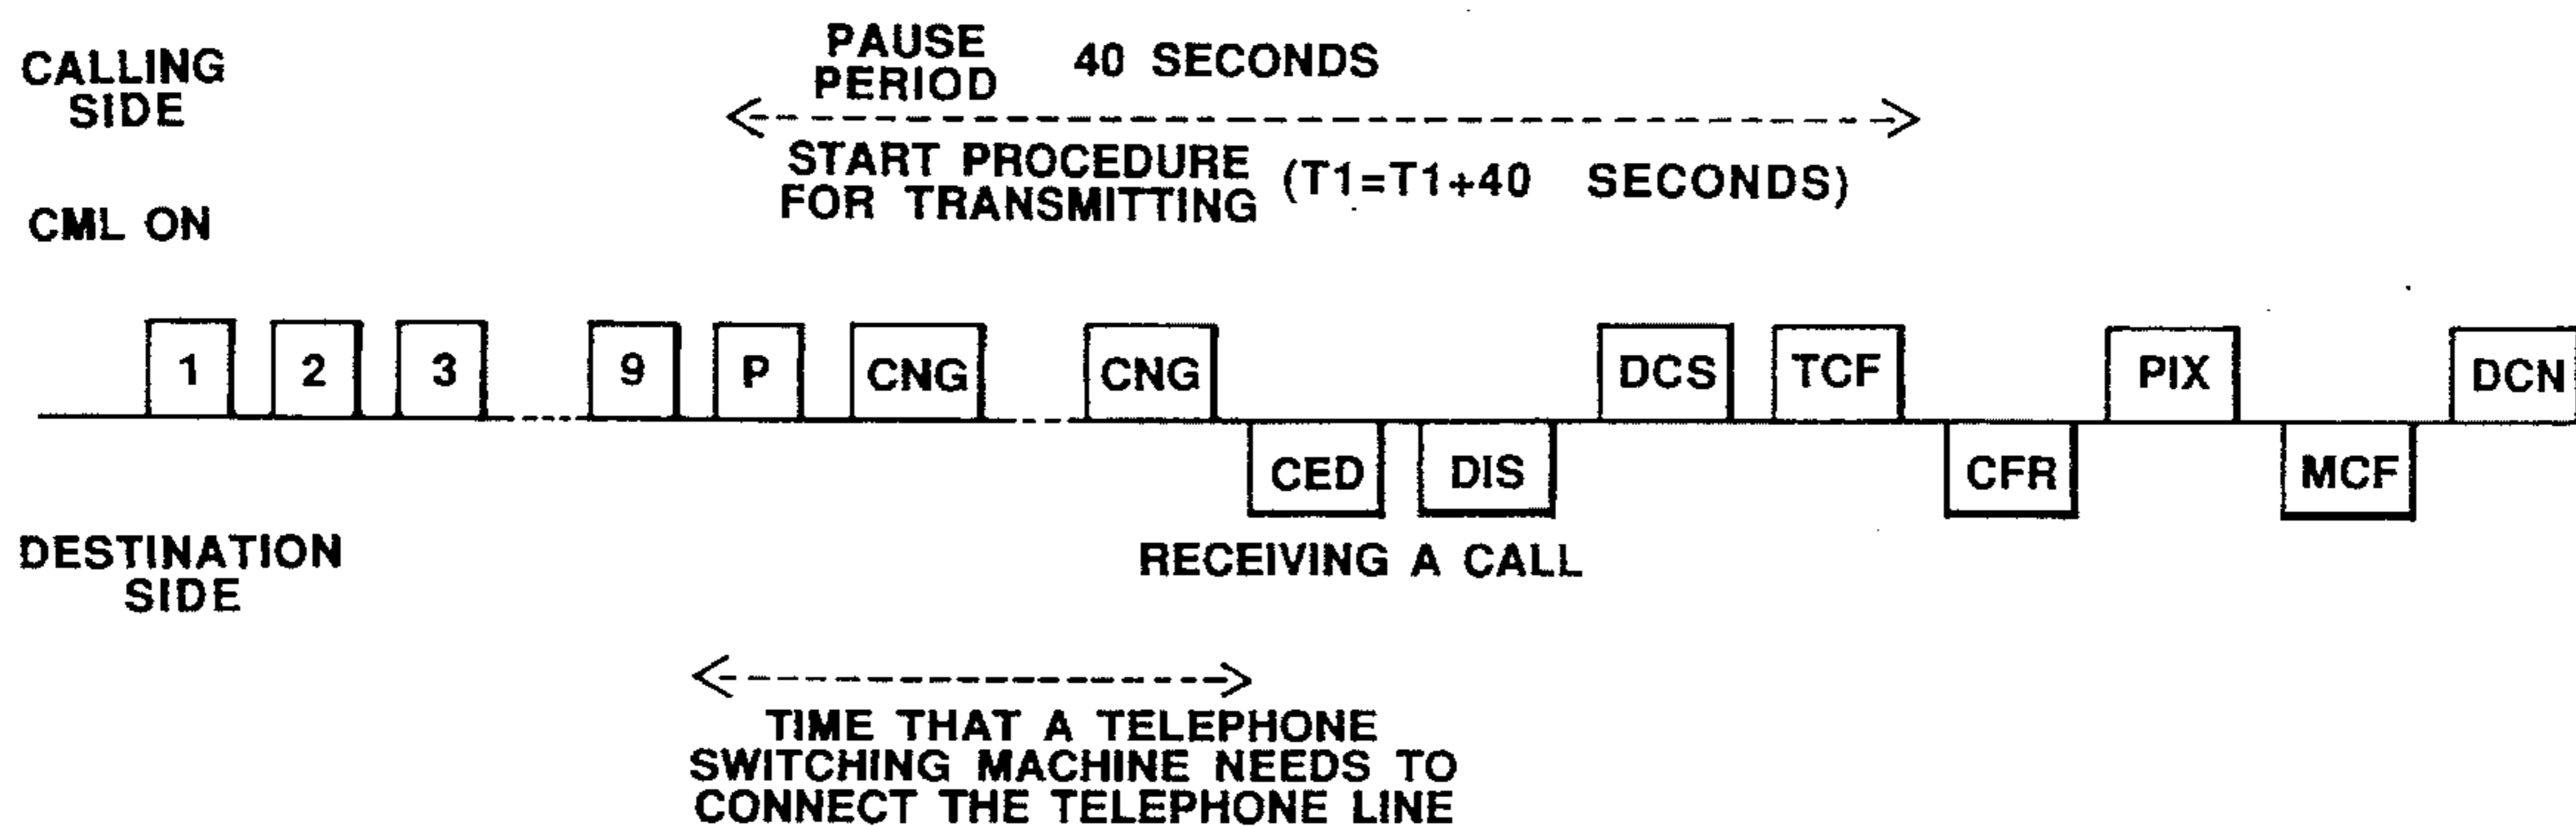 CALLING
SIDE
PAUSE
PERIOD
40 SECONDS
START PROCEDURE
FOR TRANSMITTING
(T1=T1+40 SECONDS)
CML ON
1 2 3 9 P CNG CNG DCS TCF PIX DCN
CED DIS CFR MCF
DESTINATION
SIDE
RECEIVING A CALL
TIME THAT A TELEPHONE
SWITCHING MACHINE NEEDS TO
CONNECT THE TELEPHONE LINE